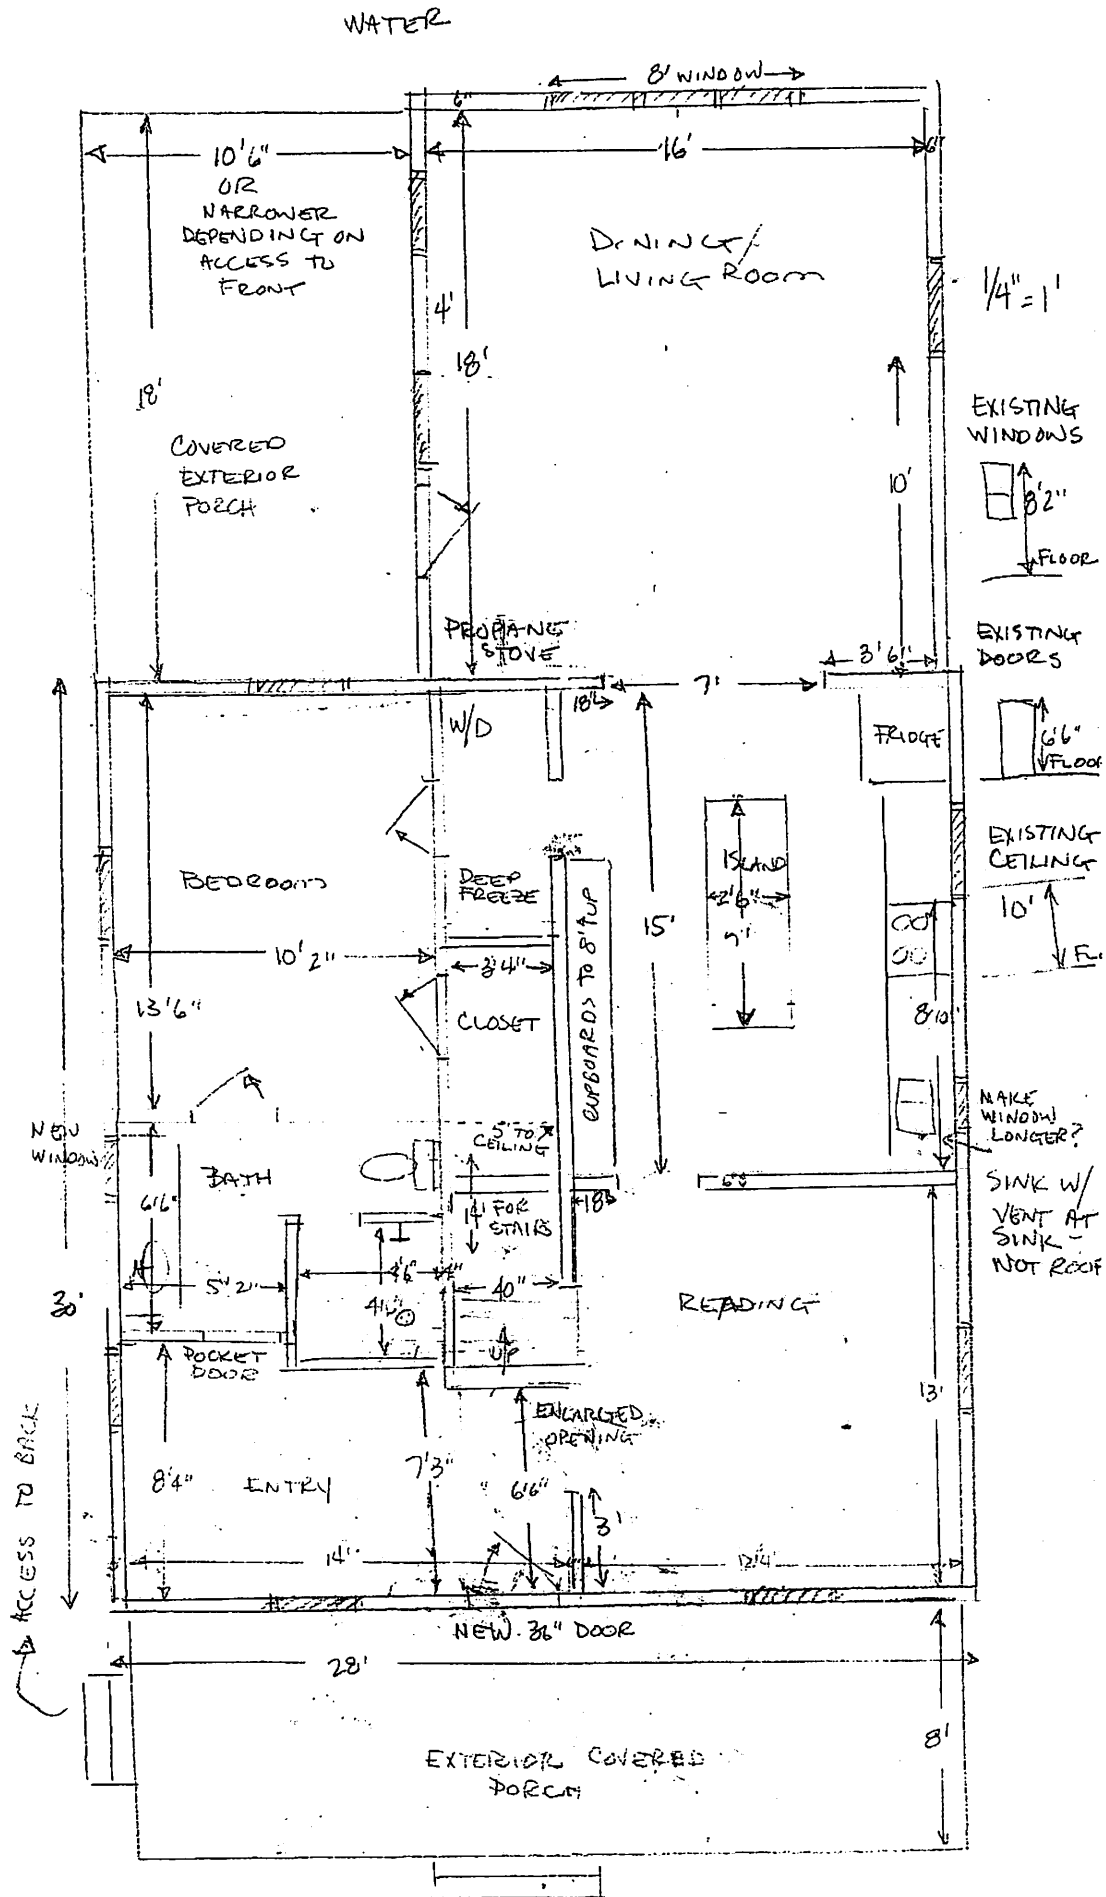 WATER
8' WINDOW
6"
10'6"
OR
NARROWER
DEPENDING ON
ACCESS TO
FRONT
16'
6"
DINING/
LIVING ROOM
1/4" = 1'
4'
18'
18'
COVERED
EXTERIOR
PORCH
10'
EXISTING
WINDOWS
8'2"
FLOOR
PROPANE
STOVE
3'6"
EXISTING
DOORS
6'6"
FLOOR
7'
18"
W/D
FRIDGE
BEDROOM
DEEP
FREEZE
ISLAND
2'6"
EXISTING
CEILING
10'
FL.
10'2"
3'4"
15'
CUPBOARDS TO 8' UP
13'6"
CLOSET
8'10"
NEW
WINDOW
5' TO
CEILING
MAKE
WINDOW
LONGER?
BATH
14'
FOR
STAIRS
18"
6"
SINK W/
VENT AT
SINK -
NOT ROOF
6'6"
5'2"
4'6"
4"
40"
30'
READING
UP
POCKET
DOOR
13'
ENLARGED
OPENING
8'4"
ENTRY
7'3"
6'6"
3'
14'
12'4"
ACCESS TO BACK
NEW 36" DOOR
28'
8'
EXTERIOR COVERED
PORCH